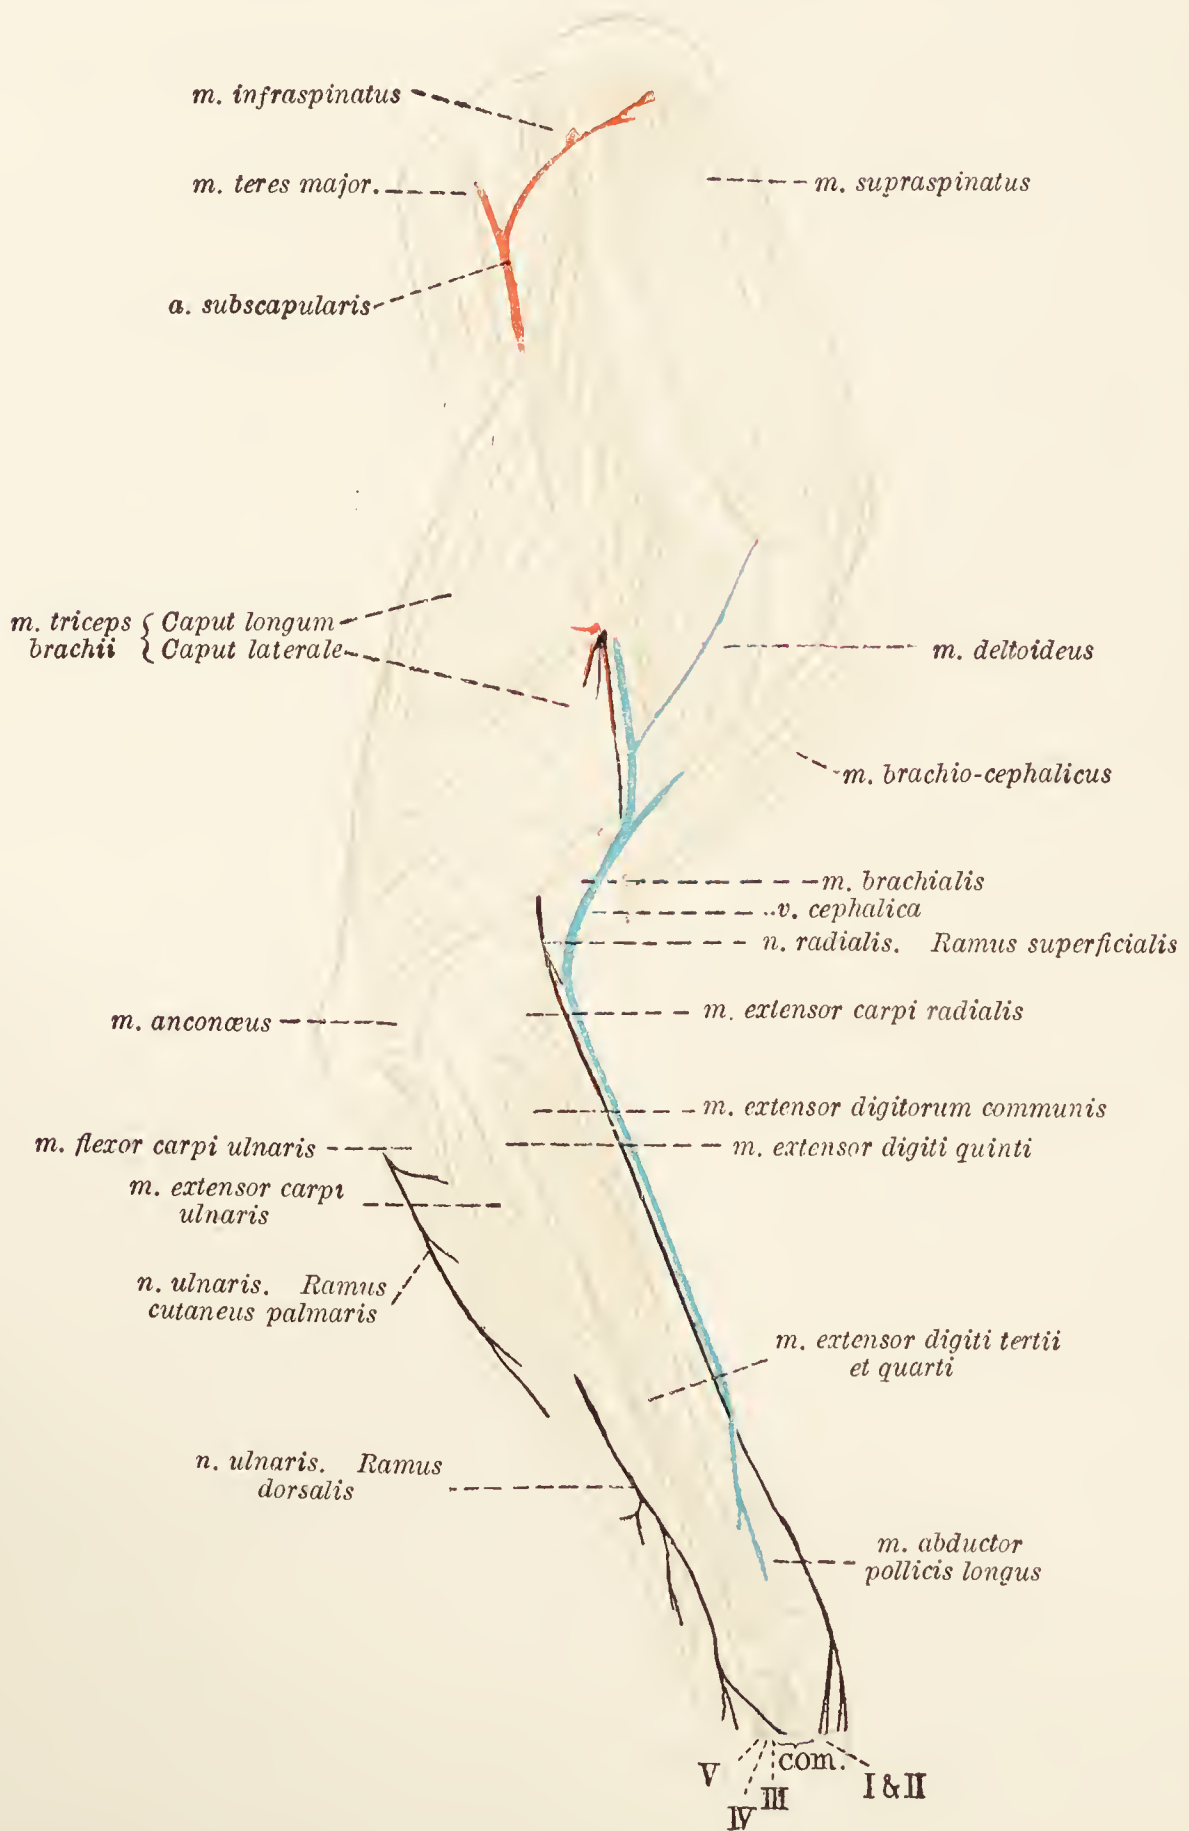 m. infraspinatus
m. teres major.
m. supraspinatus
a. subscapularis
m. triceps { Caput longum
brachii { Caput laterale
m. deltoideus
m. brachio-cephalicus
m. brachialis
v. cephalica
n. radialis. Ramus superficialis
m. extensor carpi radialis
m. anconœus
m. extensor digitorum communis
m. flexor carpi ulnaris
m. extensor digiti quinti
m. extensor carpi
ulnaris
n. ulnaris. Ramus
cutaneus palmaris
m. extensor digiti tertii
et quarti
n. ulnaris. Ramus
dorsalis
m. abductor
pollicis longus
V
IV
III
com.
I & II